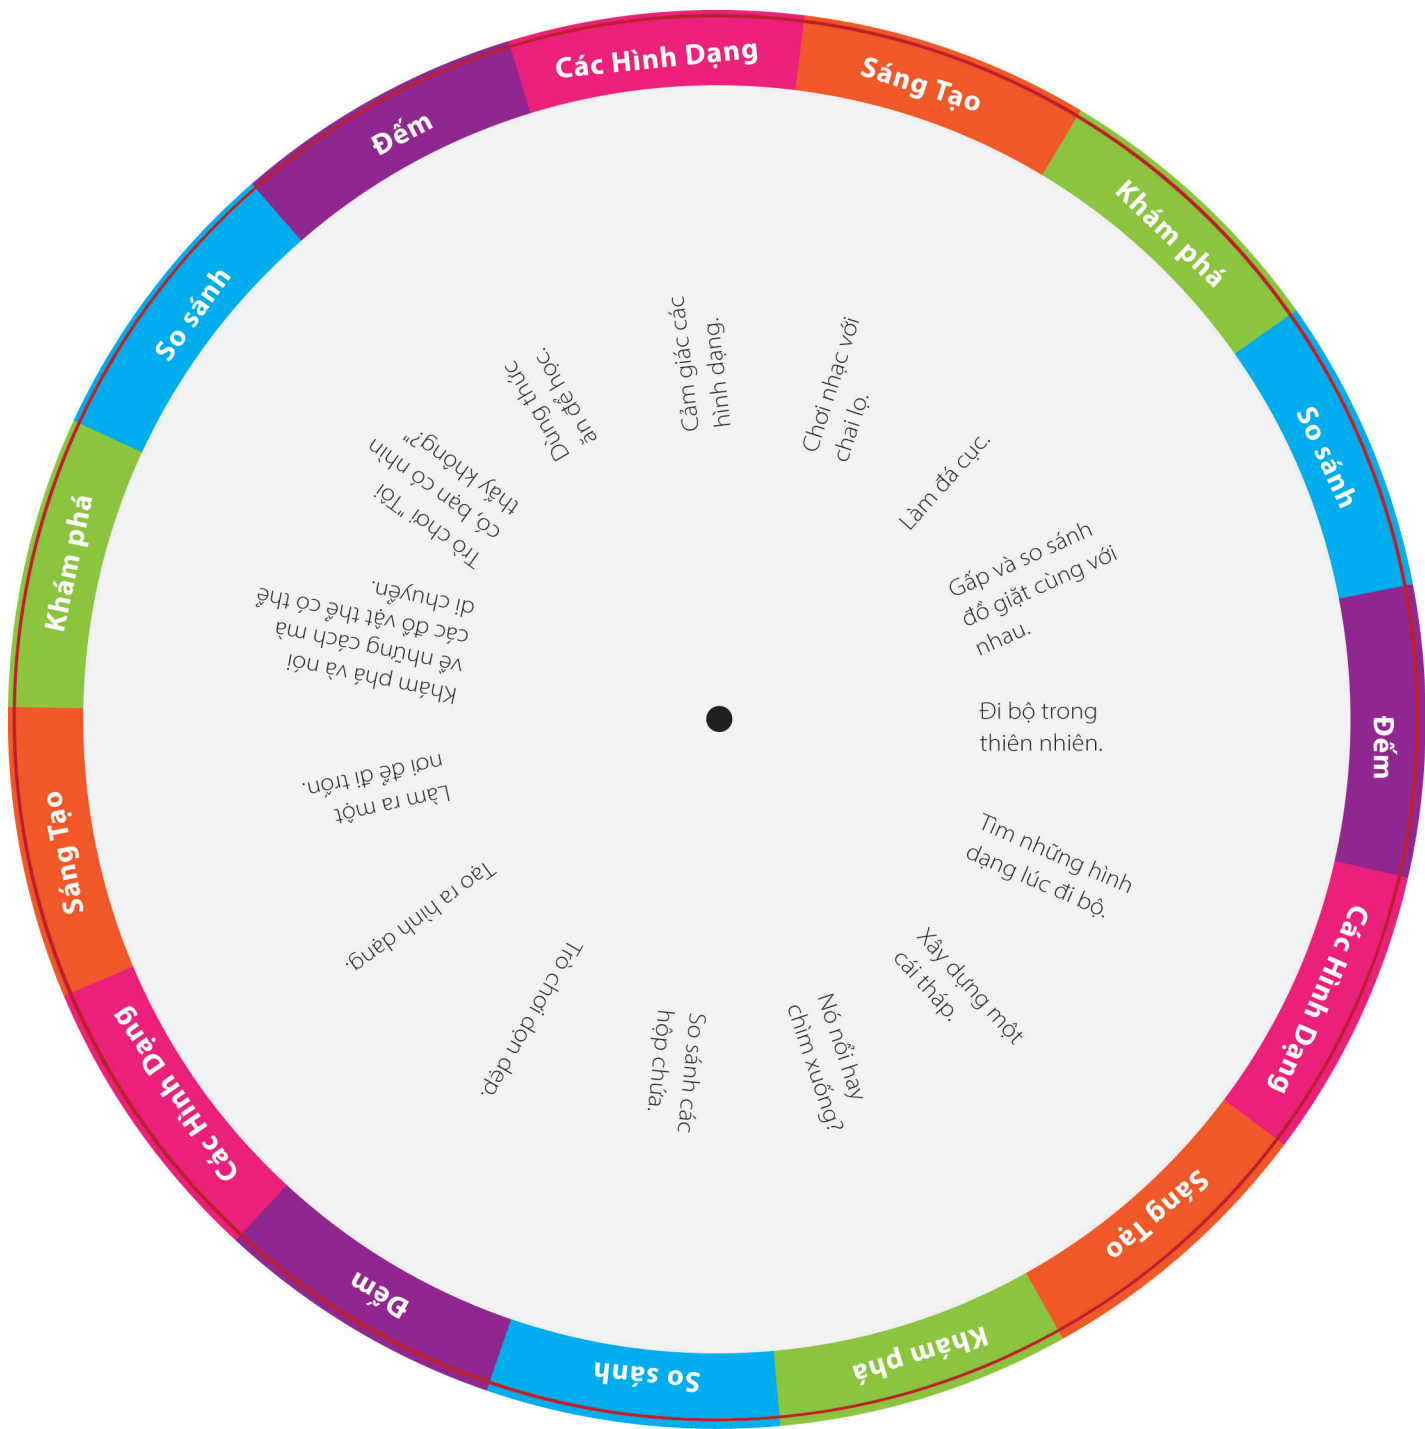 Các Hình Dạng
Sáng Tạo
Khám phá
So sánh
Đếm
Các Hình Dạng
Sáng Tạo
Khám phá
So sánh
Đếm
Các Hình Dạng
Sáng Tạo
Khám phá
So sánh
Đếm
Cảm giác các
hình dạng.
Chơi nhạc với
chai lọ.
Làm đá cục.
Gấp và so sánh
đồ giặt cùng với
nhau.
Đi bộ trong
thiên nhiên.
Tìm những hình
dạng lúc đi bộ.
Xây dựng một
cái tháp.
Nó nổi hay
chìm xuống?
So sánh các
hộp chứa.
Trò chơi dọn dẹp.
Tạo ra hình dạng.
Làm ra một
nơi để đi trốn.
Khám phá và nói
về những cách mà
các đồ vật thể có thể
di chuyển.
Trò chơi "Tôi
có, bạn có nhìn
thấy không?"
Dùng thức
ăn để học.